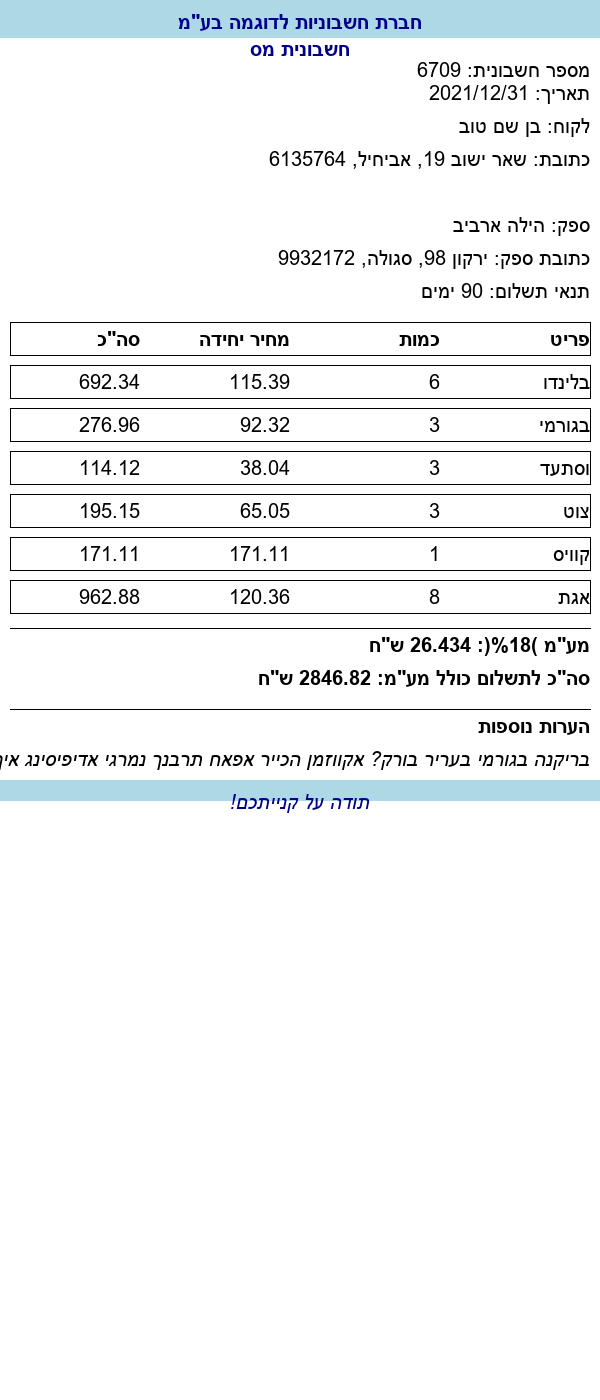 חברת חשבוניות לדוגמה בע"מ
חשבונית מס
מספר חשבונית: 6709
תאריך: 2021/12/31
לקוח: בן שם טוב
כתובת: שאר ישוב 19, אביחיל, 6135764
ספק: הילה ארביב
כתובת ספק: ירקון 98, סגולה, 9932172
תנאי תשלום: 90 ימים
פריט כמות מחיר יחידה סה"כ
בלינדו 6 115.39 692.34
בגורמי 3 92.32 276.96
וסתעד 3 38.04 114.12
צוט 3 65.05 195.15
קוויס 1 171.11 171.11
אגת 8 120.36 962.88
מע"מ )18%(: 26.434 ש"ח
סה"כ לתשלום כולל מע"מ: 2846.82 ש"ח
הערות נוספות
בריקנה בגורמי בעריר בורק? אקווזמן הכייר אפאח תרבנך נמרגי אדיפיסינג
תודה על קנייתכם!